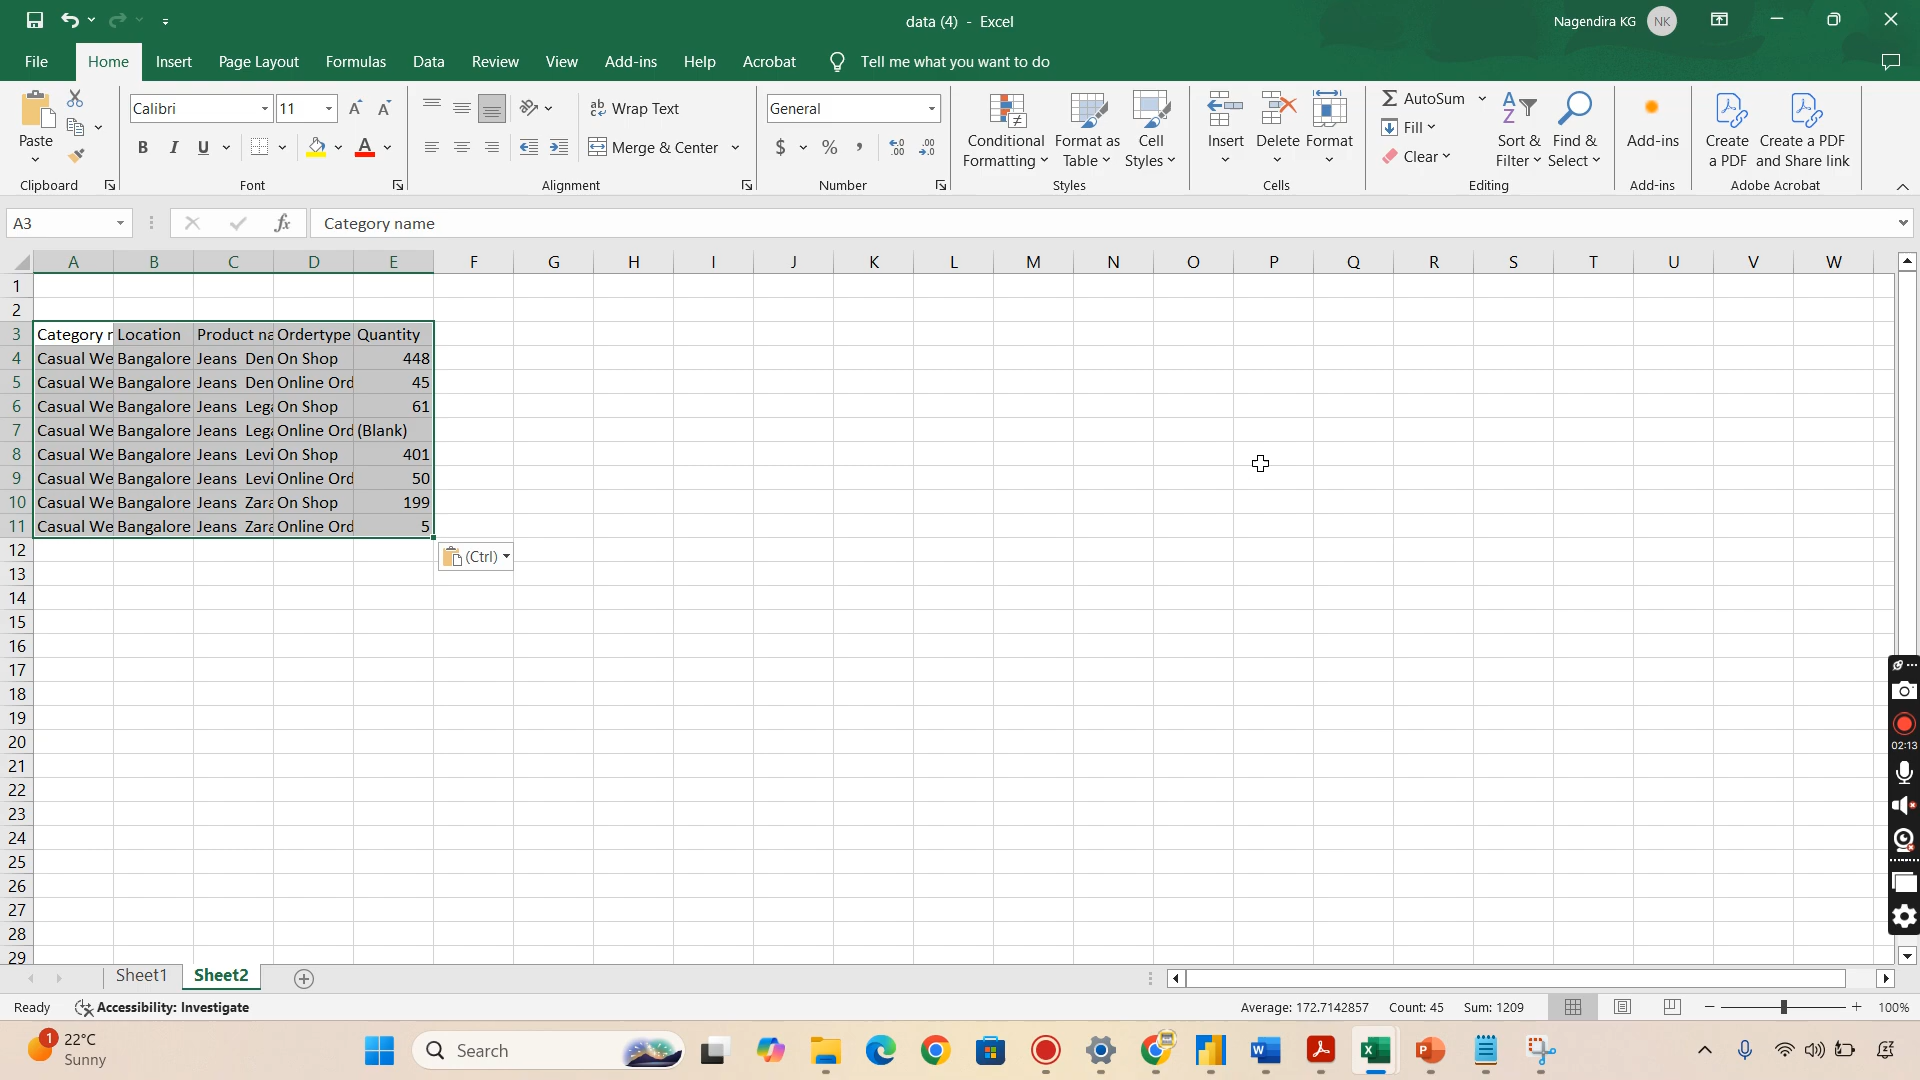 data (4) - Excel
Nagendira KG NK
File Home Insert Page Layout Formulas Data Review View Add-ins Help Acrobat Tell me what you want to do
Paste
Clipboard
Calibri 11
B I U
Font
ab Wrap Text
Merge & Center
Alignment
General
$ % ,
Number
Conditional Formatting
Format as Table
Cell Styles
Styles
Insert Delete Format
Cells
AutoSum
Fill
Clear
Sort & Filter
Find & Select
Editing
Add-ins
Add-ins
Create a PDF
Create a PDF and Share link
Adobe Acrobat
A3 fx Category name
A B C D E F G H I J K L M N O P Q R S T U V W
1
2
3 Category n Location Product na Ordertype Quantity
4 Casual We Bangalore Jeans Den On Shop 448
5 Casual We Bangalore Jeans Den Online Ord 45
6 Casual We Bangalore Jeans Lega On Shop 61
7 Casual We Bangalore Jeans Lega Online Ord (Blank)
8 Casual We Bangalore Jeans Levi On Shop 401
9 Casual We Bangalore Jeans Levi Online Ord 50
10 Casual We Bangalore Jeans Zara On Shop 199
11 Casual We Bangalore Jeans Zara Online Ord 5
12 (Ctrl)
13
14
15
16
17
18
19
20
21
22
23
24
25
26
27
28
29
02:13
Sheet1 Sheet2
Ready Accessibility: Investigate Average: 172.7142857 Count: 45 Sum: 1209 100%
1 22°C
Sunny
Search